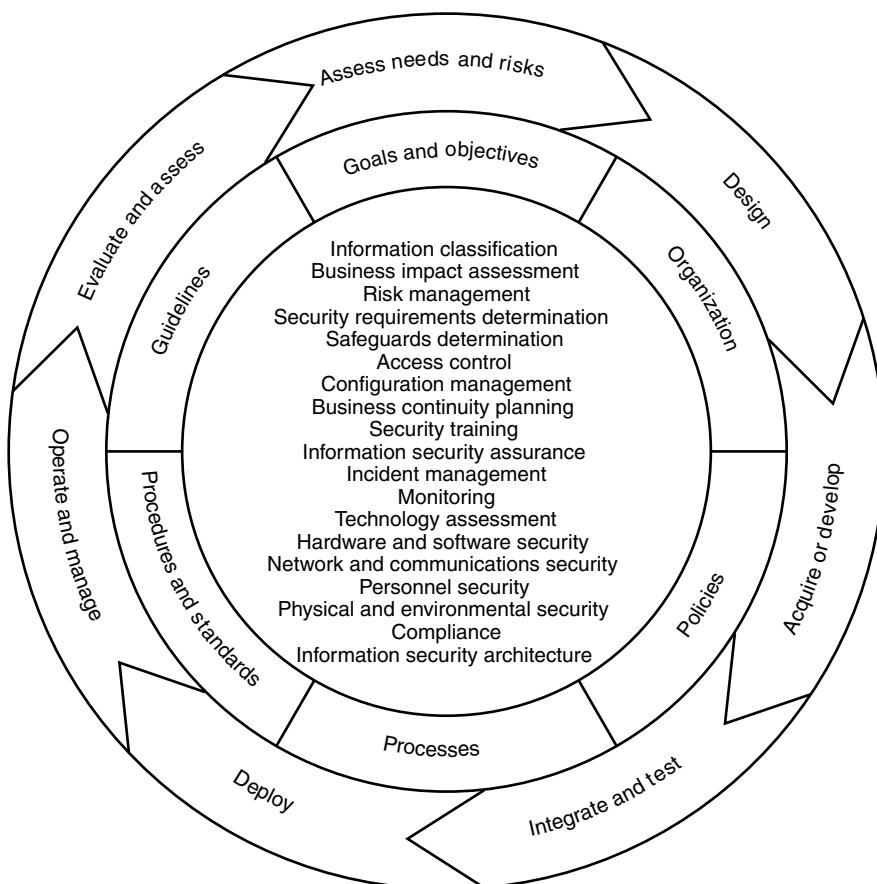 Assess needs and risks
Design
Acquire or develop
Integrate and test
Deploy
Operate and manage
Evaluate and assess
Goals and objectives
Organization
Policies
Processes
Procedures and standards
Guidelines
Information classification
Business impact assessment
Risk management
Security requirements determination
Safeguards determination
Access control
Configuration management
Business continuity planning
Security training
Information security assurance
Incident management
Monitoring
Technology assessment
Hardware and software security
Network and communications security
Personnel security
Physical and environmental security
Compliance
Information security architecture